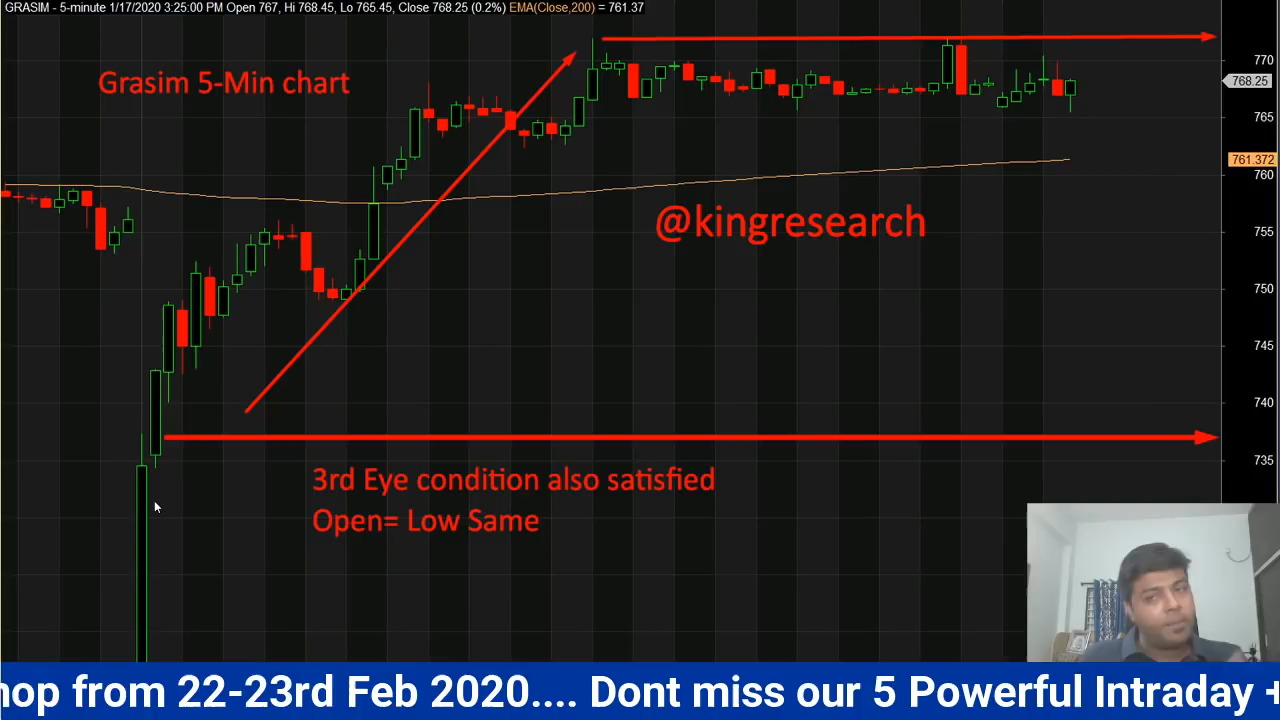 GRASIM - 5-minute 1/17/2020 3:25:00 PM Open 767, Hi 768.45, Lo 765.45, Close 768.25 (0.2%) EMA(Close,200) = 761.37
Grasim 5-Min chart
770
768.25
765
761.372
760
@kingresearch
755
750
745
740
735
3rd Eye condition also satisfied
Open= Low Same
hop from 22-23rd Feb 2020.... Dont miss our 5 Powerful Intraday +